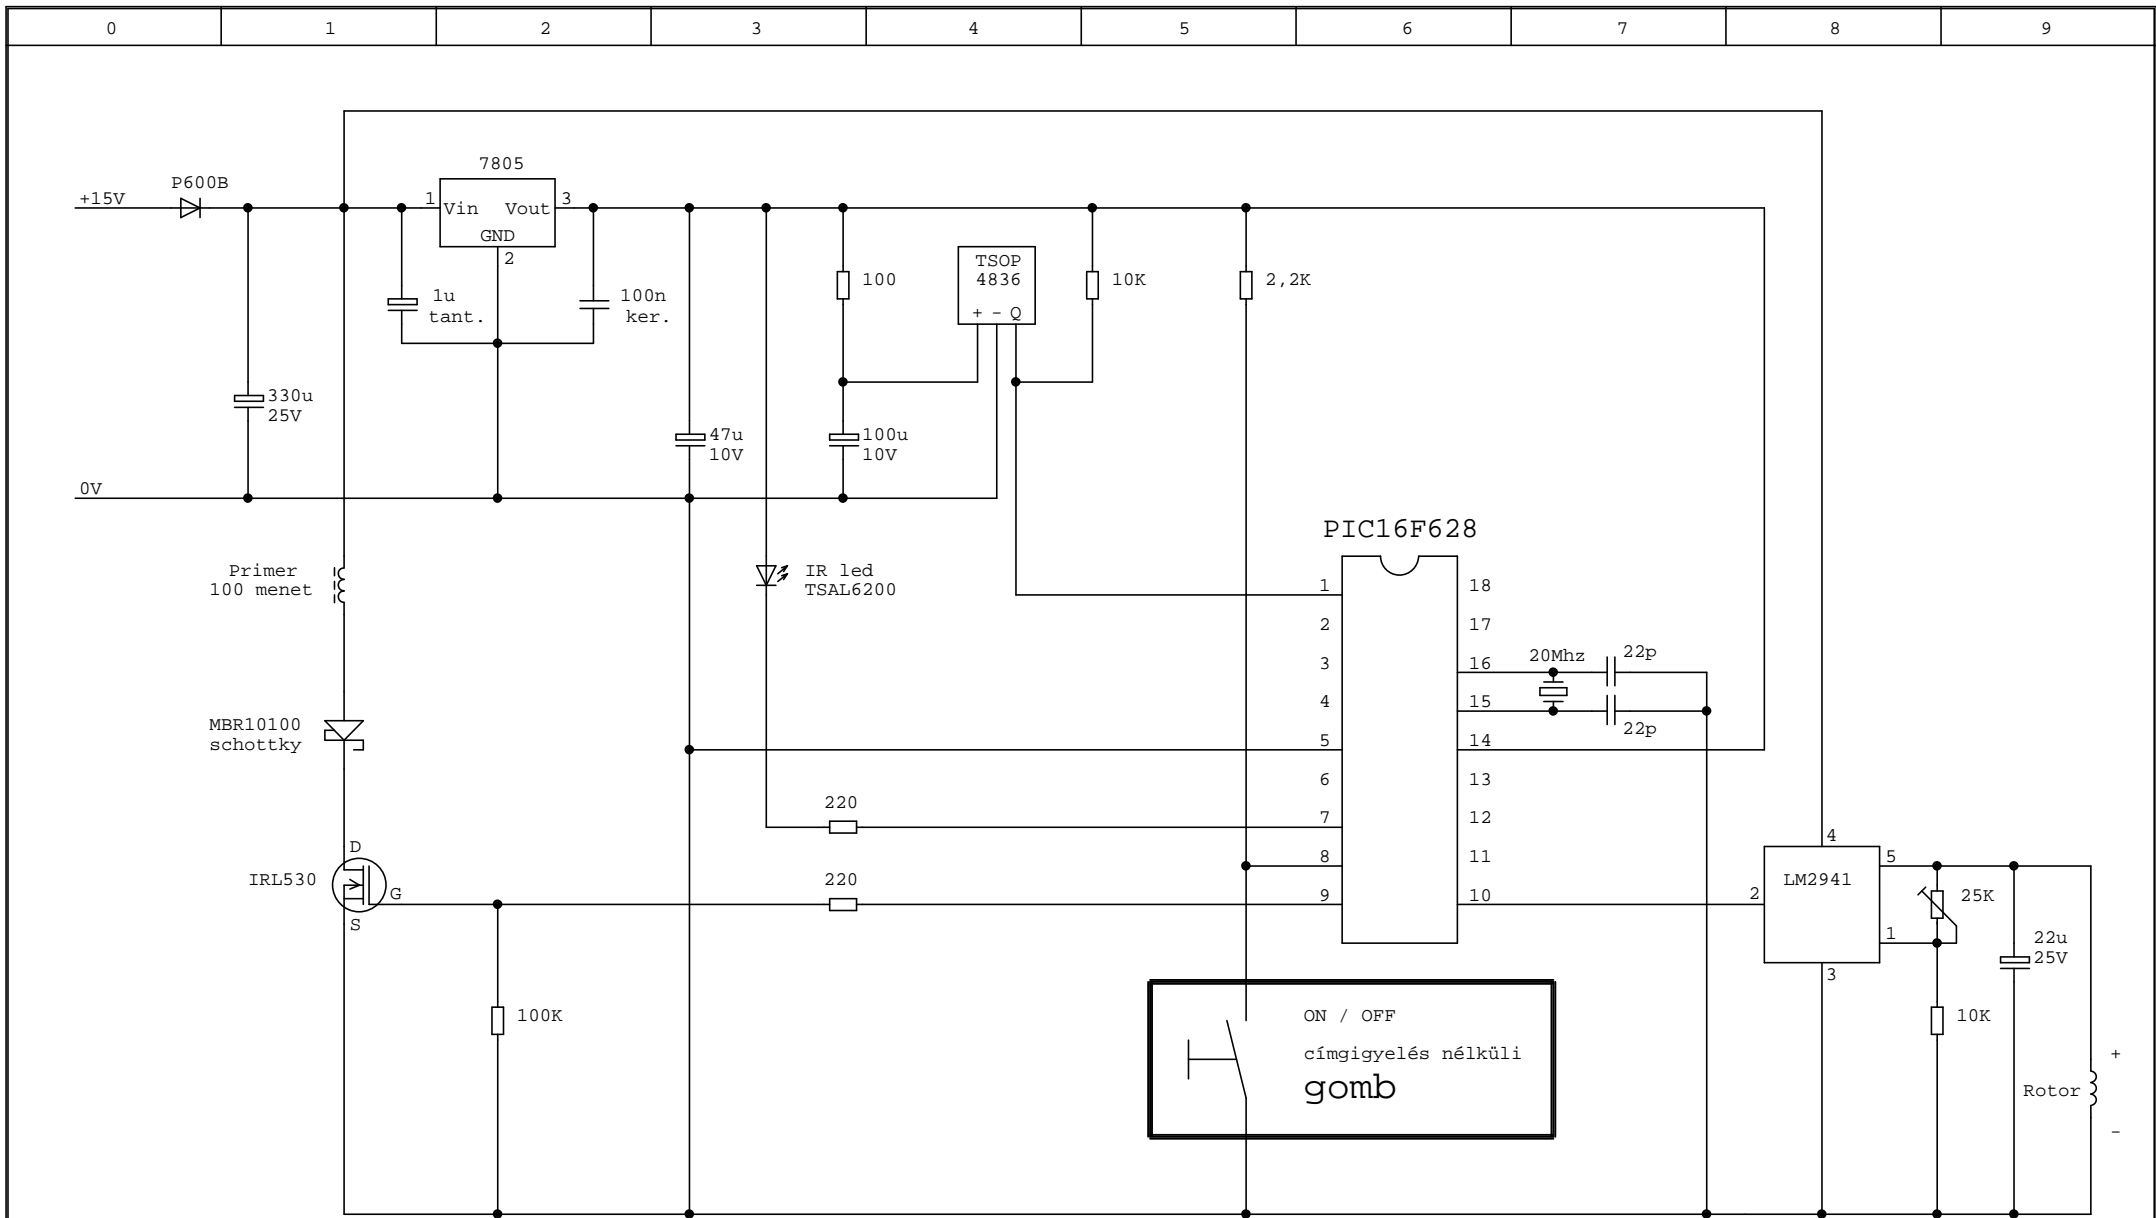 0 1 2 3 4 5 6 7 8 9
7805
P600B
+15V
1 Vin Vout 3
GND
2
1u
tant.
100n
ker.
100
TSOP
4836
+ - Q
10K
2,2K
330u
25V
47u
10V
100u
10V
0V
PIC16F628
Primer
100 menet
IR led
TSAL6200
1 18
2 17
3 16
4 15
5 14
6 13
7 12
8 11
9 10
20Mhz
22p
22p
MBR10100
schottky
220
220
D
IRL530
G
S
4
5
LM2941
2
1
3
25K
22u
25V
100K
ON / OFF
címgigyelés nélküli
gomb
10K
+
Rotor
-